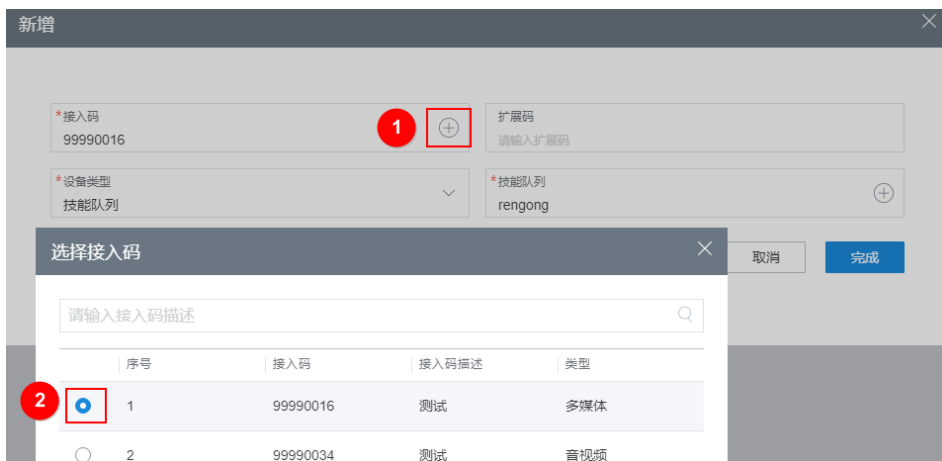 新增
*接入码
99990016
1
扩展码
请输入扩展码
*设备类型
技能队列
*技能队列
rengong
选择接入码
取消
完成
请输入接入码描述
序号 接入码 接入码描述 类型
2
1 99990016 测试 多媒体
2 99990034 测试 音视频